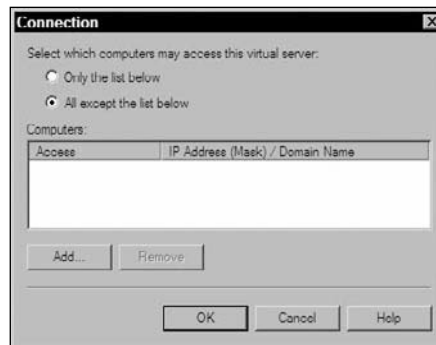 Connection
Select which computers may access this virtual server:
Only the list below
All except the list below
Computers:
Access IP Address (Mask) / Domain Name
Add... Remove
OK Cancel Help